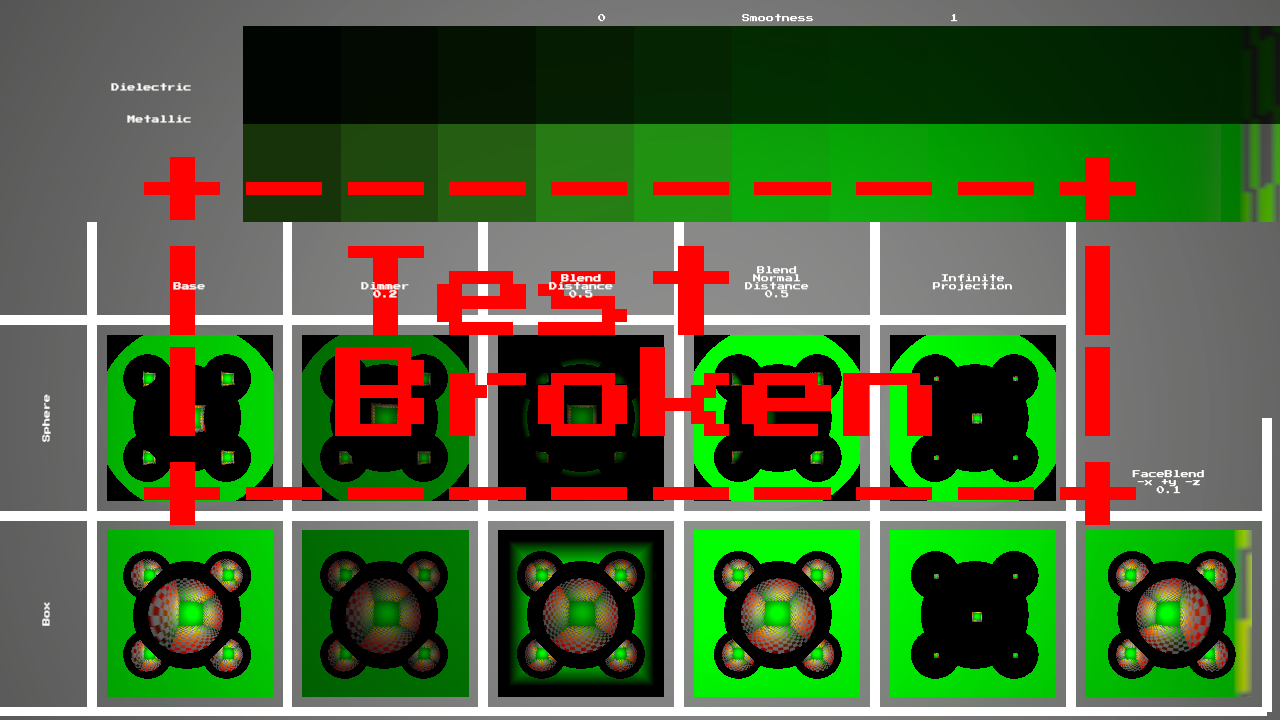 0 Smootness 1
Dielectric
Metallic
Test
Broken
Base
Dimmer
0.2
Blend
Distance
0.5
Blend
Normal
Distance
0.5
Infinite
Projection
Sphere
FaceBlend
-x +y -z
0.1
Box